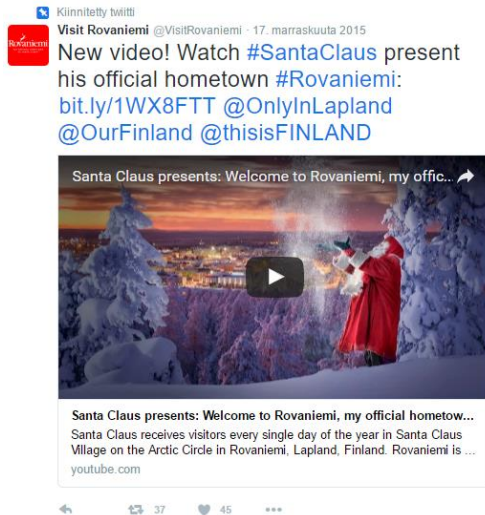 Kiinnitetty twiitti
Visit Rovaniemi @VisitRovaniemi · 17. marraskuuta 2015
Rovaniemi
New video! Watch #SantaClaus present
his official hometown #Rovaniemi:
bit.ly/1WX8FTT @OnlyInLapland
@OurFinland @thisisFINLAND
Santa Claus presents: Welcome to Rovaniemi, my offic...
Santa Claus presents: Welcome to Rovaniemi, my official hometow...
Santa Claus receives visitors every single day of the year in Santa Claus
Village on the Arctic Circle in Rovaniemi, Lapland, Finland. Rovaniemi is ...
youtube.com
37 45